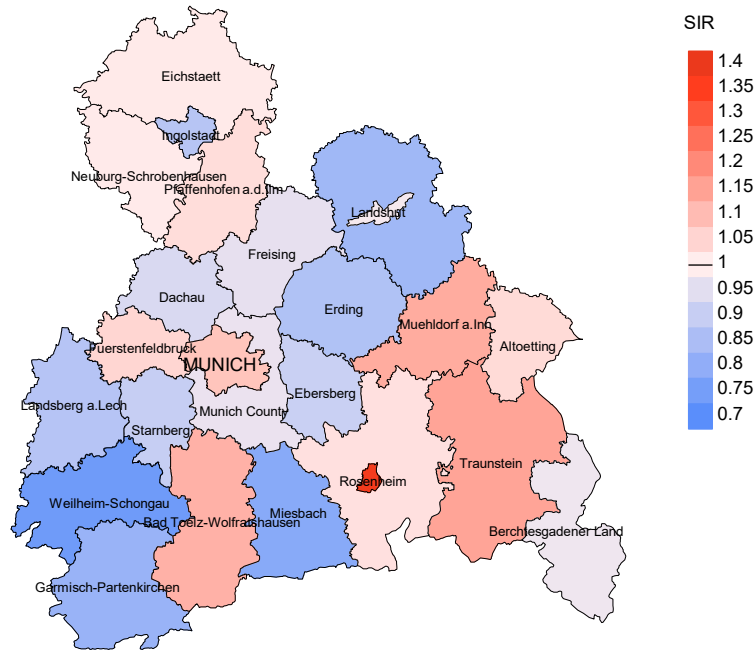 SIR
1.4
1.35
1.3
1.25
1.2
1.15
1.1
1.05
1
0.95
0.9
0.85
0.8
0.75
0.7
Eichstaett
Ingolstadt
Neuburg-Schrobenhausen
Pfaffenhofen a.d.Ilm
Landshut
Freising
Dachau
Erding
Muehldorf a.Inn
Altoetting
Fuerstenfeldbruck
MUNICH
Ebersberg
Landsberg a.Lech
Munich County
Starnberg
Traunstein
Rosenheim
Weilheim-Schongau
Miesbach
Bad Toelz-Wolfratshausen
Berchtesgadener Land
Garmisch-Partenkirchen